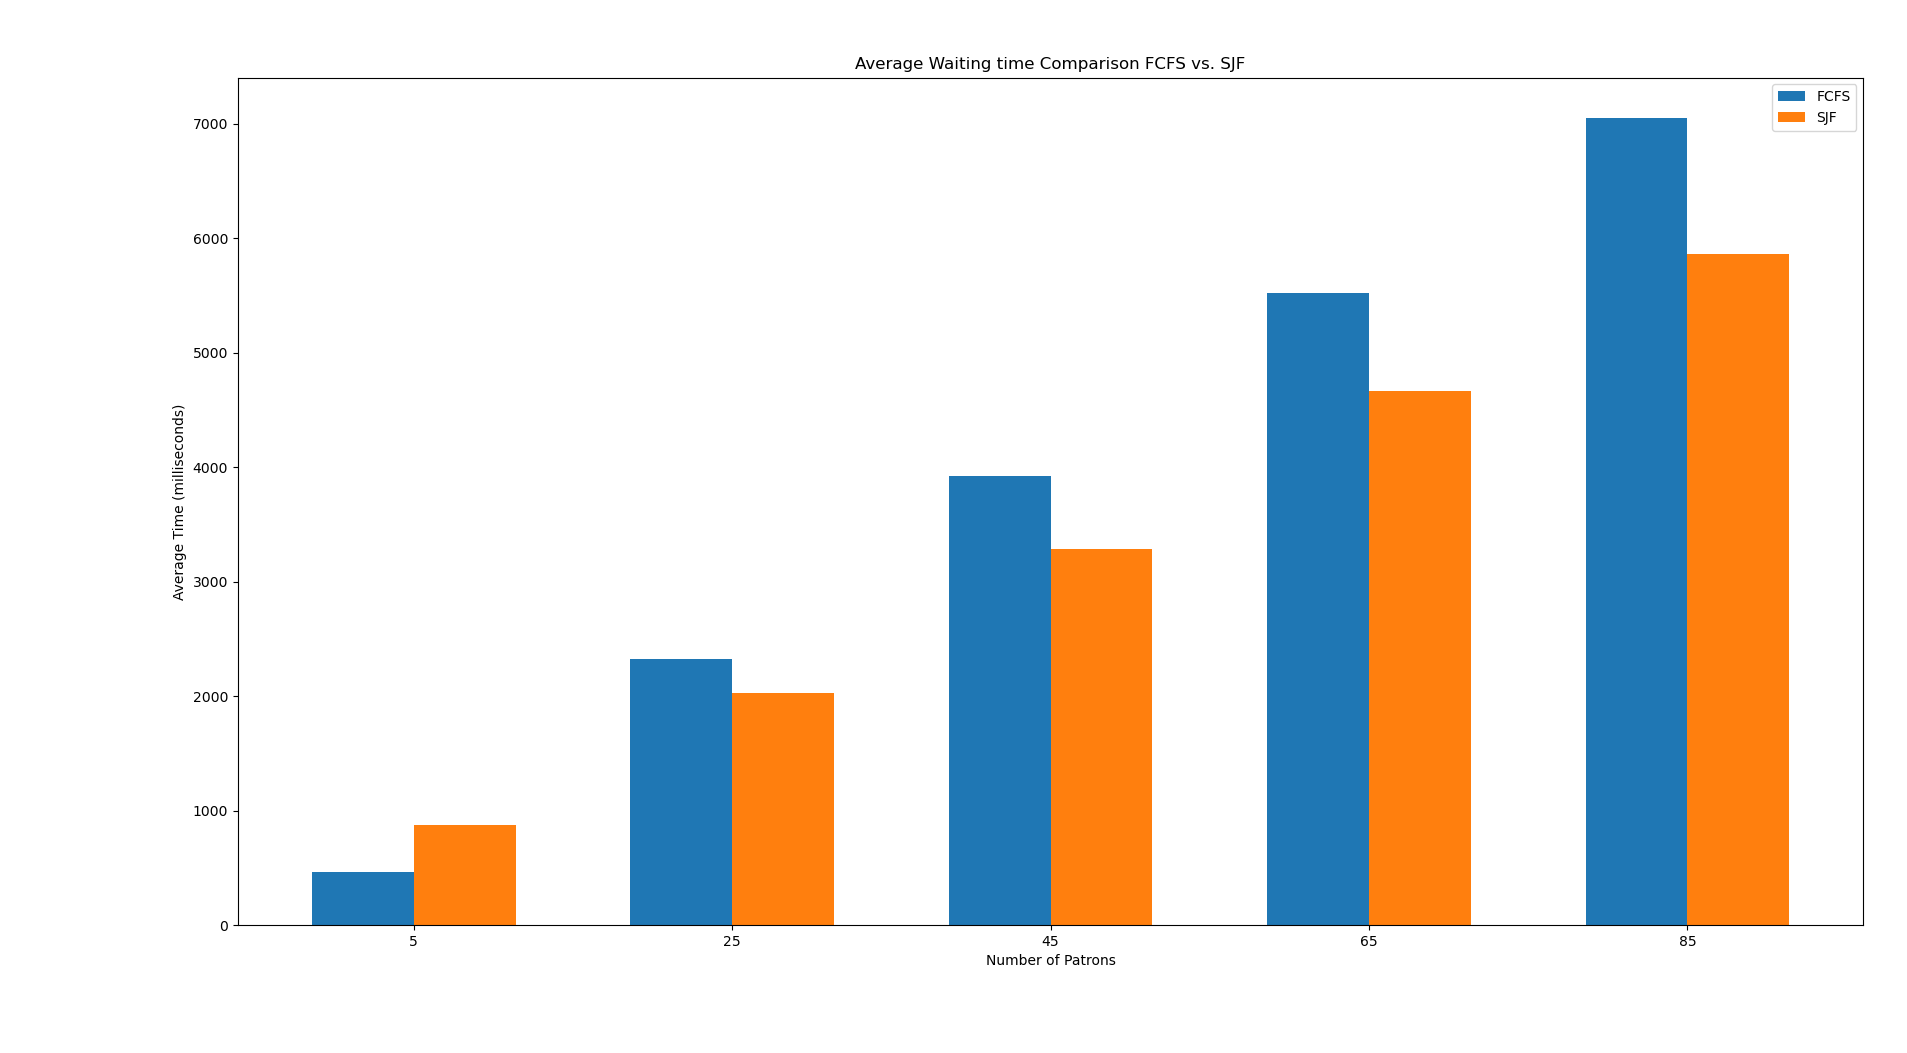 Average Waiting time Comparison FCFS vs. SJF
FCFS
SJF
7000
6000
5000
4000
3000
2000
1000
0
Average Time (milliseconds)
5 25 45 65 85
Number of Patrons